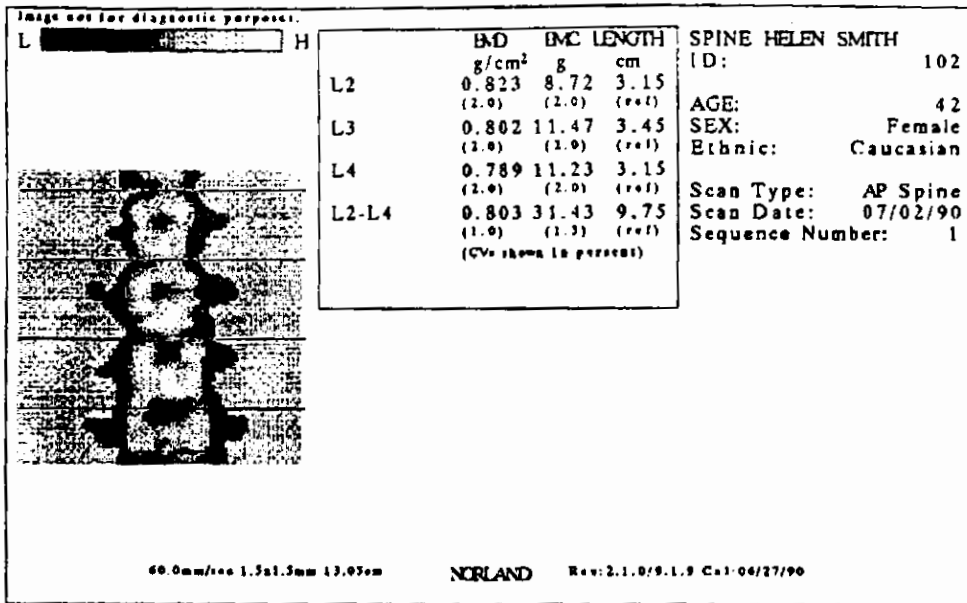 Image not for diagnostic purposes.
L H
BMD BMC LENGTH
g/cm² g cm
L2 0.823 8.72 3.15
(2.0) (2.0) (ref)
L3 0.802 11.47 3.45
(2.0) (2.0) (ref)
L4 0.789 11.23 3.15
(2.0) (2.0) (ref)
L2-L4 0.803 31.43 9.75
(1.0) (1.3) (ref)
(CVs shown in percent)
SPINE HELEN SMITH
ID: 102
AGE: 42
SEX: Female
Ethnic: Caucasian
Scan Type: AP Spine
Scan Date: 07/02/90
Sequence Number: 1
60.0mm/sec 1.5x1.5mm 13.05cm NORLAND Rev:2.1.0/9.1.9 Cal:06/27/90